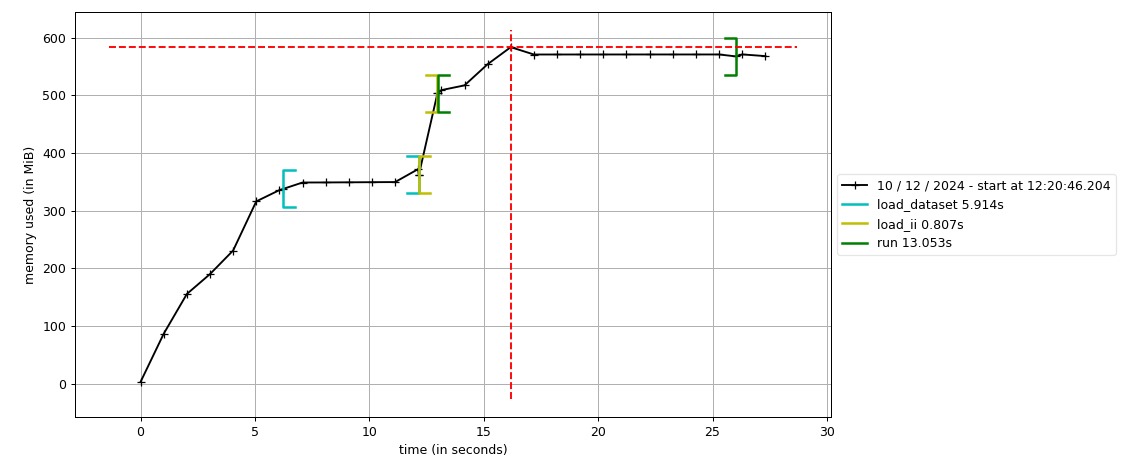 600
500
400
300
200
100
0
memory used (in MiB)
0 5 10 15 20 25 30
time (in seconds)
10 / 12 / 2024 - start at 12:20:46.204
load_dataset 5.914s
load_ii 0.807s
run 13.053s